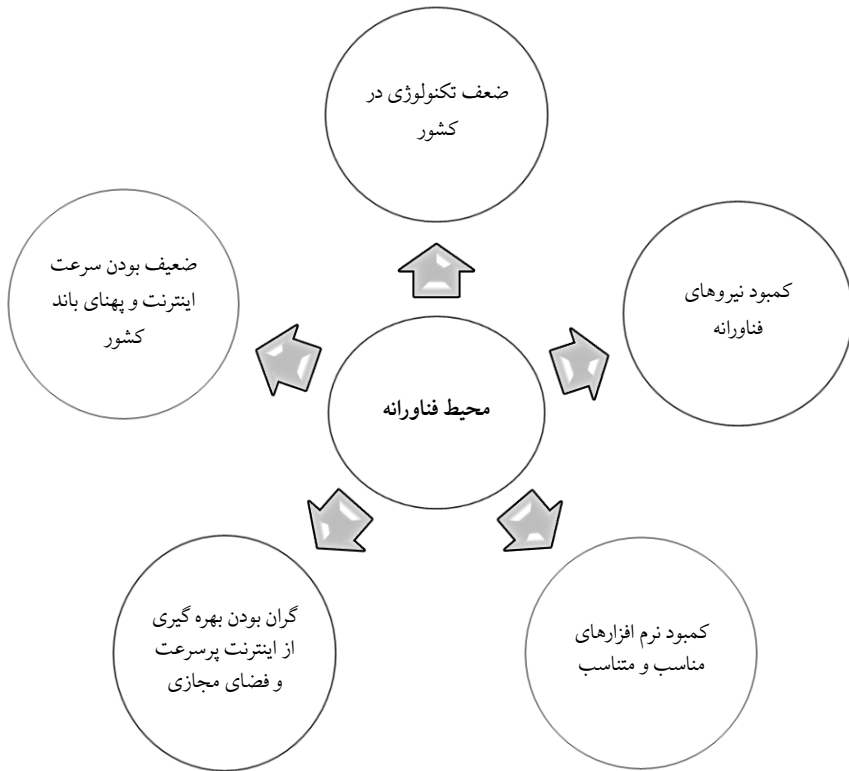 ضعف تکنولوژی در
کشور
کمبود نیروهای
فناورانه
ضعیف بودن سرعت
اینترنت و پهنای باند
کشور
محیط فناورانه
کمبود نرم افزارهای
مناسب و متناسب
گران بودن بهره گیری
از اینترنت پرسرعت
و فضای مجازی